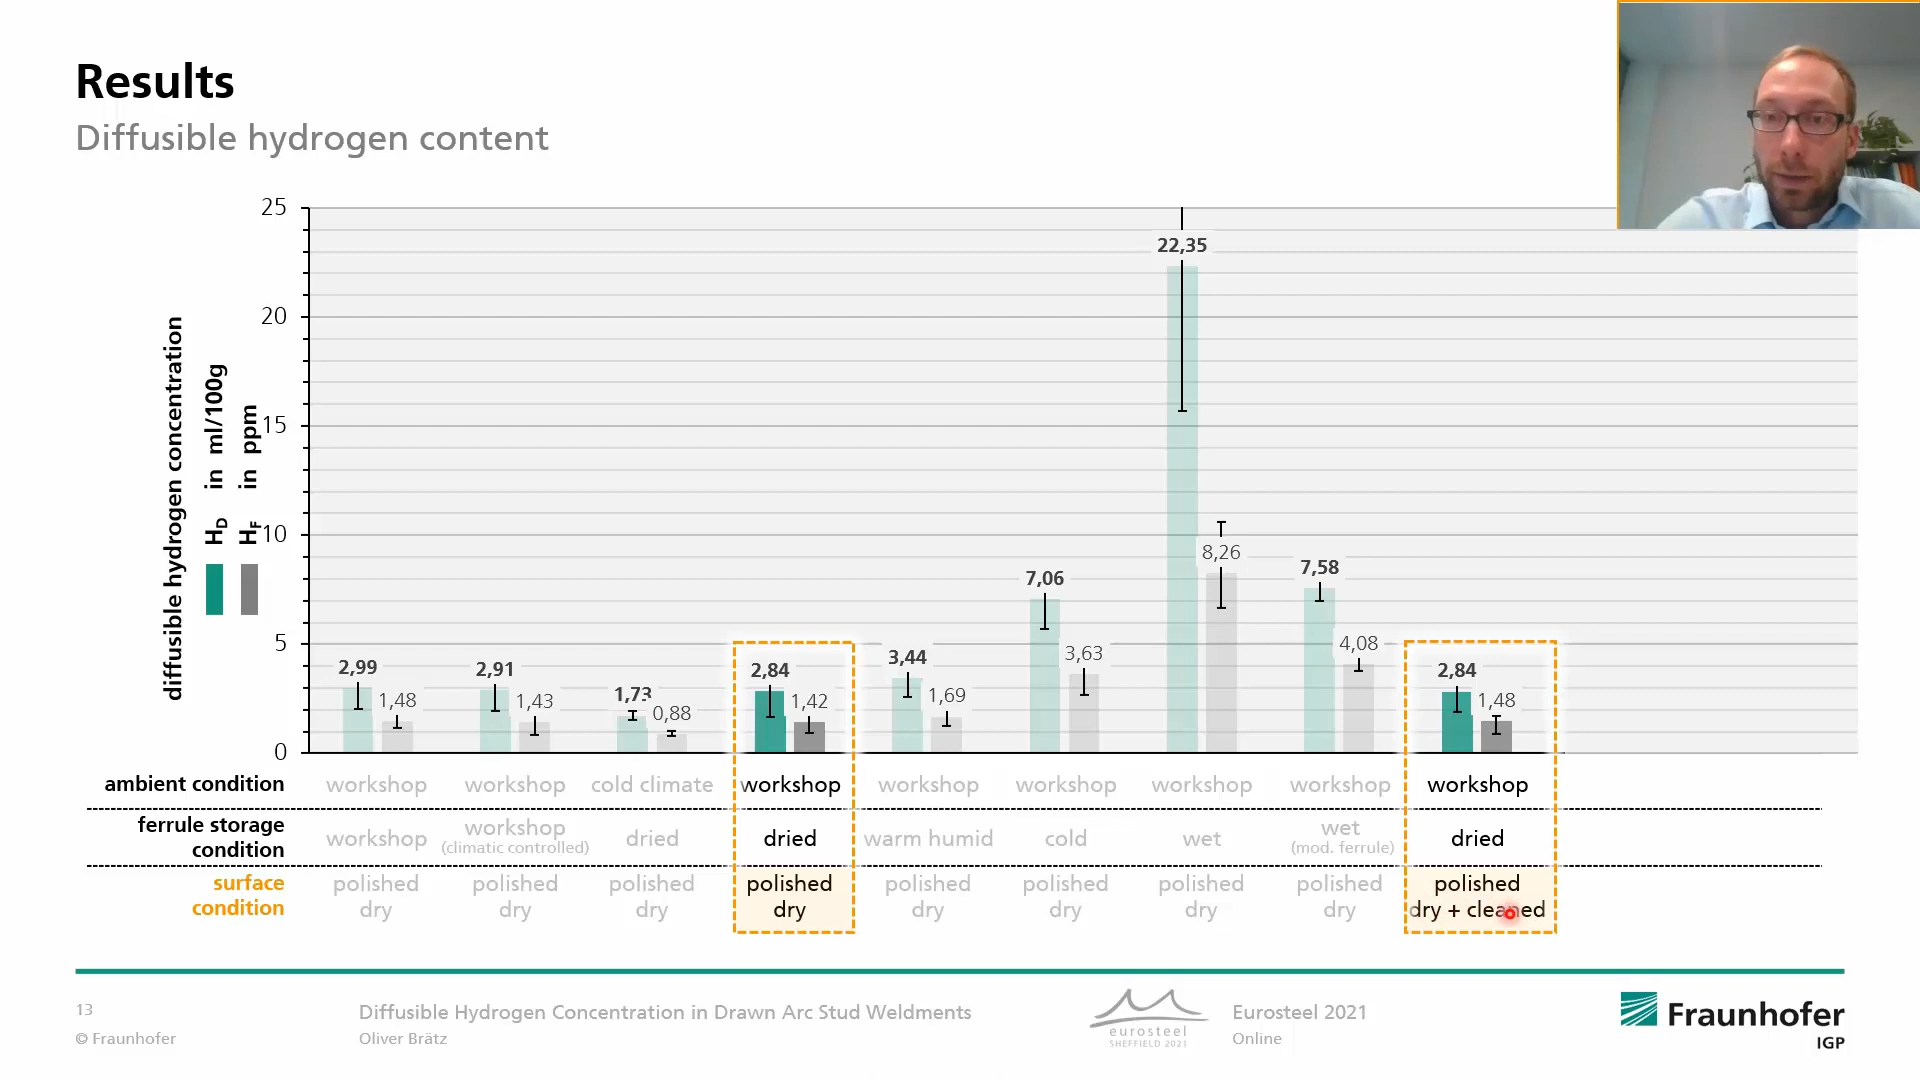 Results
Diffusible hydrogen content
diffusible hydrogen concentration
HD in ml/100g
HF in ppm
25
20
15
10
5
0
2,99
1,48
2,91
1,43
1,73
0,88
2,84
1,42
3,44
1,69
7,06
3,63
22,35
8,26
7,58
4,08
2,84
1,48
ambient condition workshop workshop cold climate workshop workshop workshop workshop workshop workshop
ferrule storage condition workshop workshop (climatic controlled) dried dried warm humid cold wet wet (mod. ferrule) dried
surface polished polished polished polished polished polished polished polished polished
condition dry dry dry dry dry dry dry dry dry + cleaned
13 Diffusible Hydrogen Concentration in Drawn Arc Stud Weldments Eurosteel 2021
© Fraunhofer Oliver Brätz Online
eurosteel
SHEFFIELD 2021
Fraunhofer
IGP